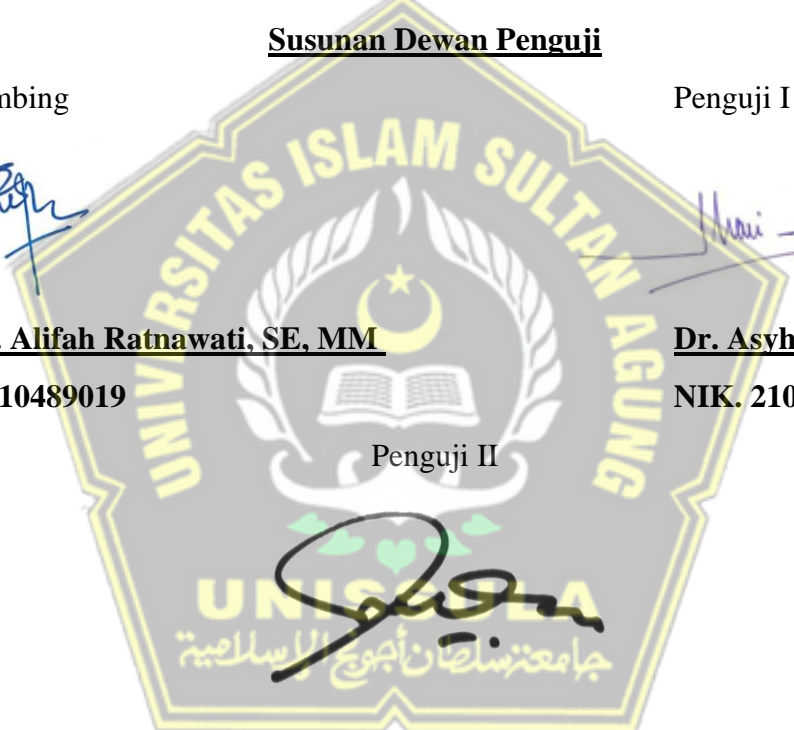 Susunan Dewan Penguji
mbing
Penguji I
. Alifah Ratnawati, SE, MM
Dr. Asyh
10489019
NIK. 210
Penguji II
UNIVERSITAS ISLAM SULTAN AGUNG
UNISSULA
جامعة سلطان أجونج الإسلامية